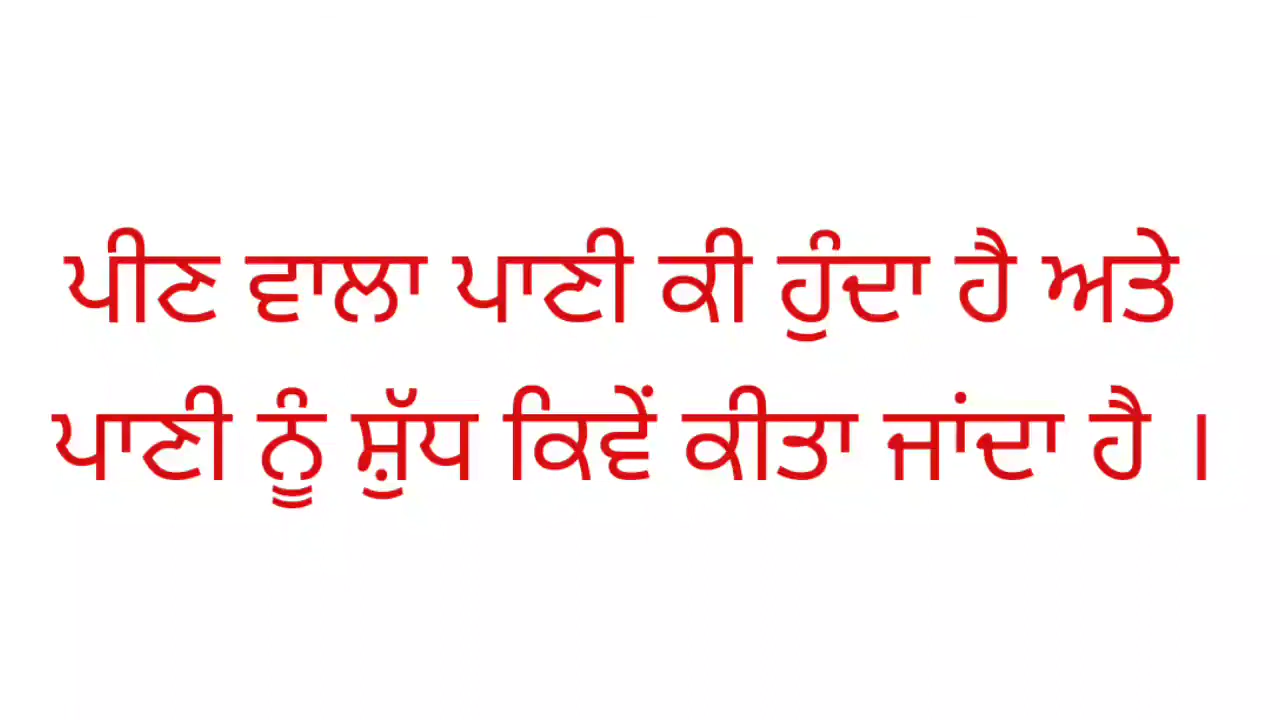 ਪੀਣ ਵਾਲਾ ਪਾਣੀ ਕੀ ਹੁੰਦਾ ਹੈ ਅਤੇ
ਪਾਣੀ ਨੂੰ ਸ਼ੁੱਧ ਕਿਵੇਂ ਕੀਤਾ ਜਾਂਦਾ ਹੈ ।